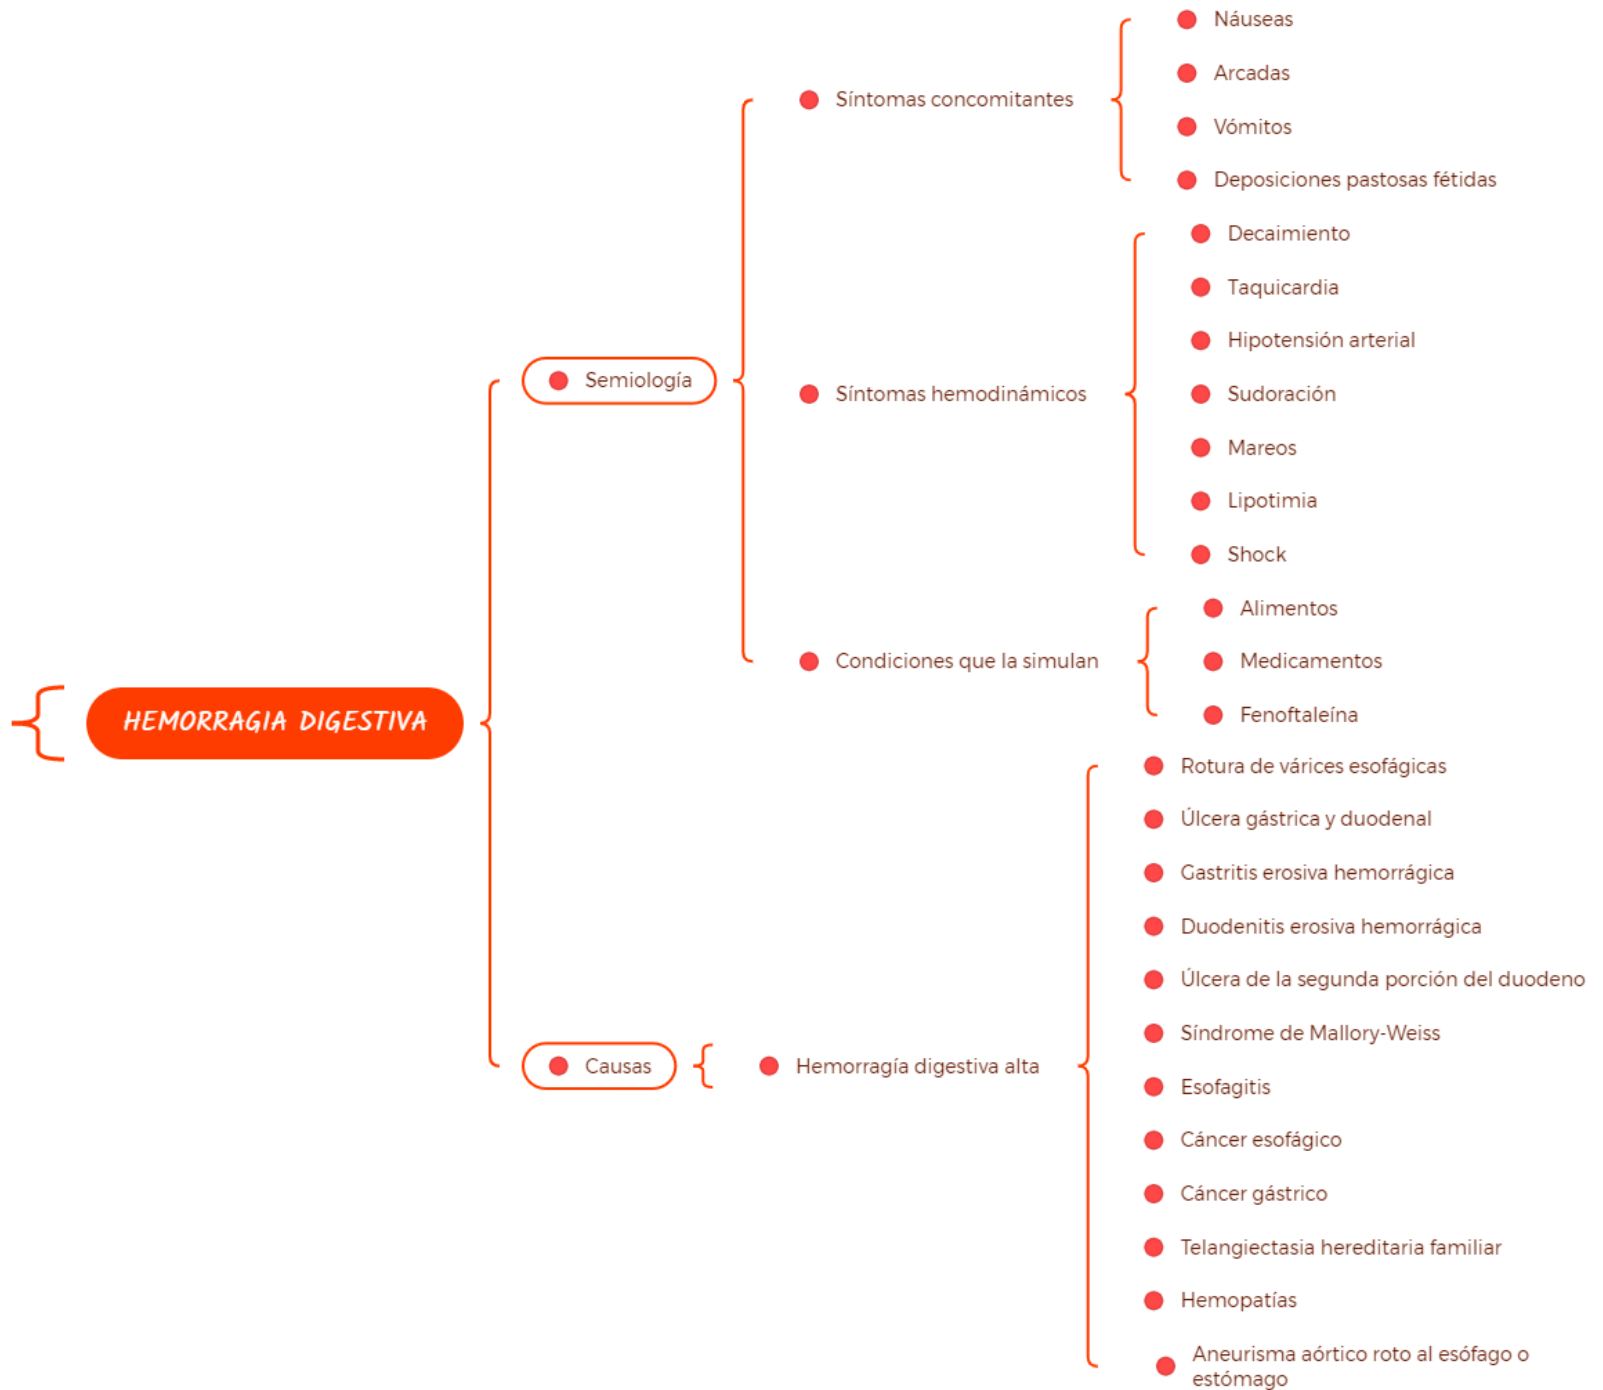 Náuseas
Arcadas
Síntomas concomitantes
Vómitos
Deposiciones pastosas fétidas
Decaimiento
Taquicardia
Hipotensión arterial
Semiología
Síntomas hemodinámicos
Sudoración
Mareos
Lipotimia
Shock
Alimentos
Condiciones que la simulan
Medicamentos
Fenoftaleína
HEMORRAGIA DIGESTIVA
Rotura de várices esofágicas
Úlcera gástrica y duodenal
Gastritis erosiva hemorrágica
Duodenitis erosiva hemorrágica
Úlcera de la segunda porción del duodeno
Síndrome de Mallory-Weiss
Causas
Hemorragía digestiva alta
Esofagitis
Cáncer esofágico
Cáncer gástrico
Telangiectasia hereditaria familiar
Hemopatías
Aneurisma aórtico roto al esófago o
estómago